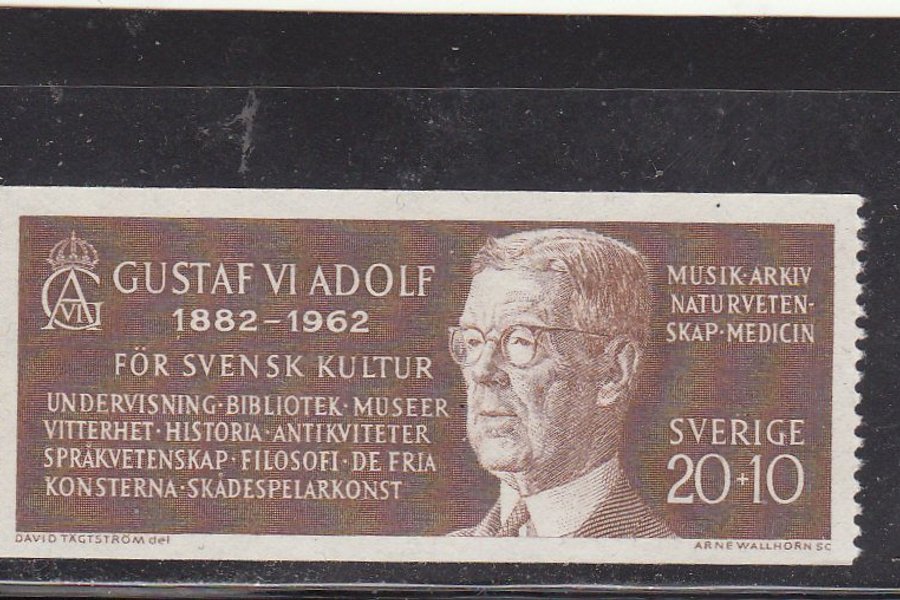 GUSTAF VI ADOLF
1882–1962
FÖR SVENSK KULTUR
UNDERVISNING·BIBLIOTEK·MUSEER
VITTERHET·HISTORIA·ANTIKVITETER
SPRÅKVETENSKAP·FILOSOFI·DE FRIA
KONSTERNA·SKÅDESPELARKONST
MUSIK·ARKIV
NATURVETEN-
SKAP·MEDICIN
SVERIGE
20+10
DAVID TÄGTSTRÖM del
ARNE WALLHORN SC